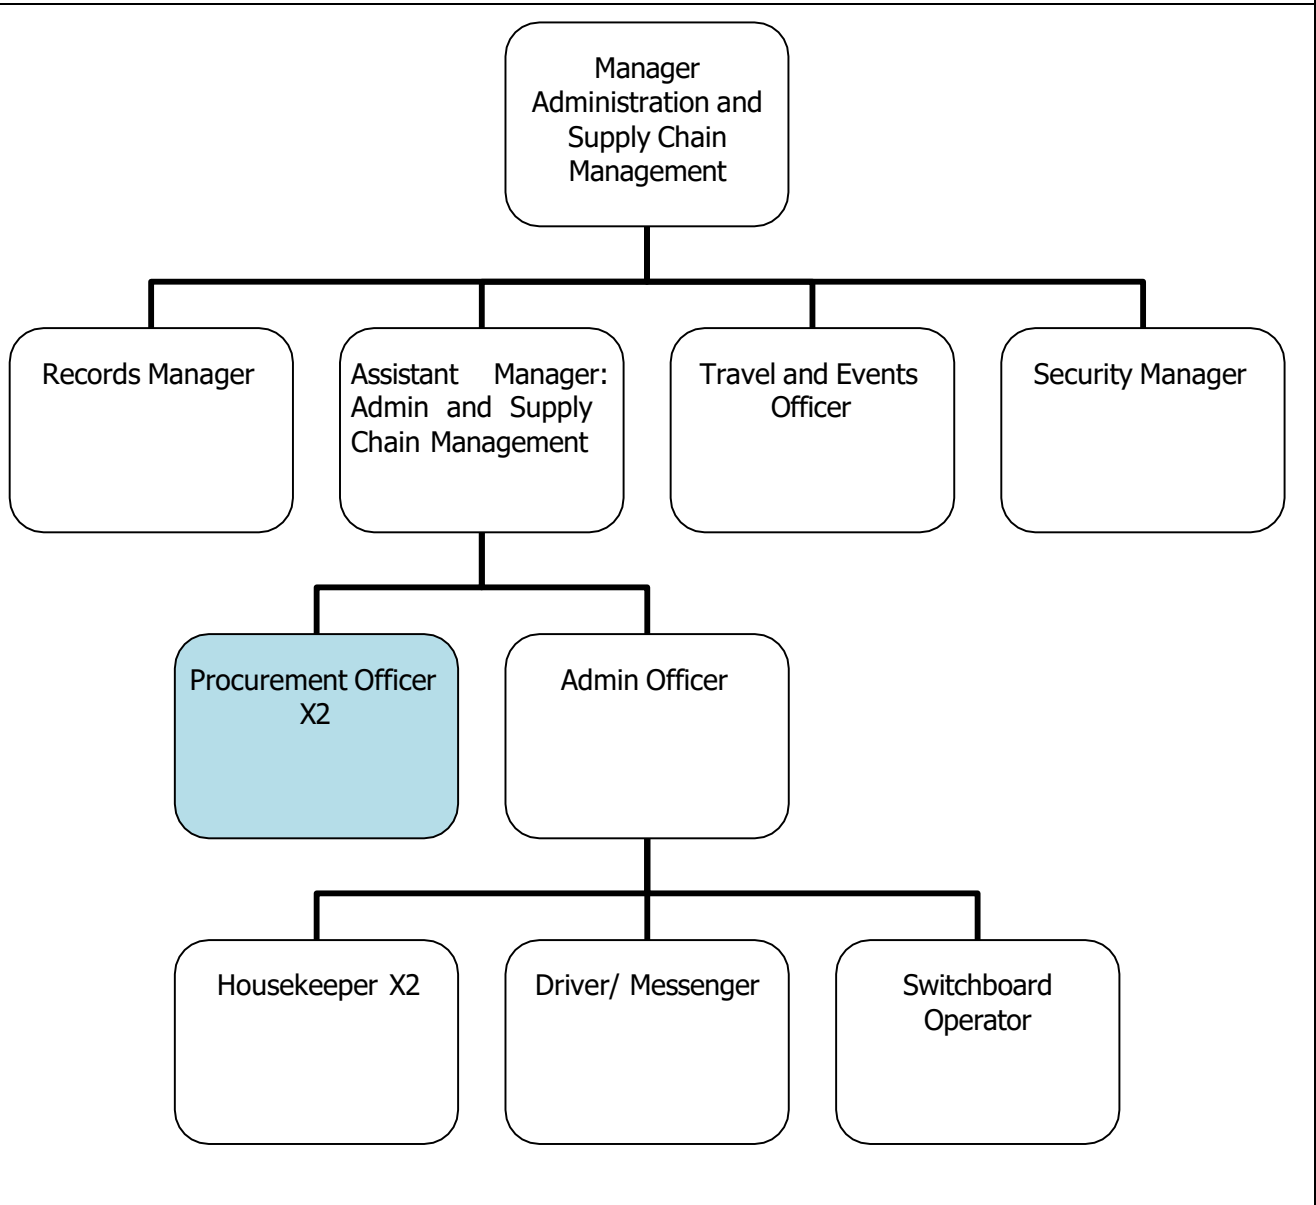 Manager
Administration and
Supply Chain
Management
Records Manager
Assistant Manager:
Admin and Supply
Chain Management
Travel and Events
Officer
Security Manager
Procurement Officer
X2
Admin Officer
Housekeeper X2
Driver/ Messenger
Switchboard
Operator